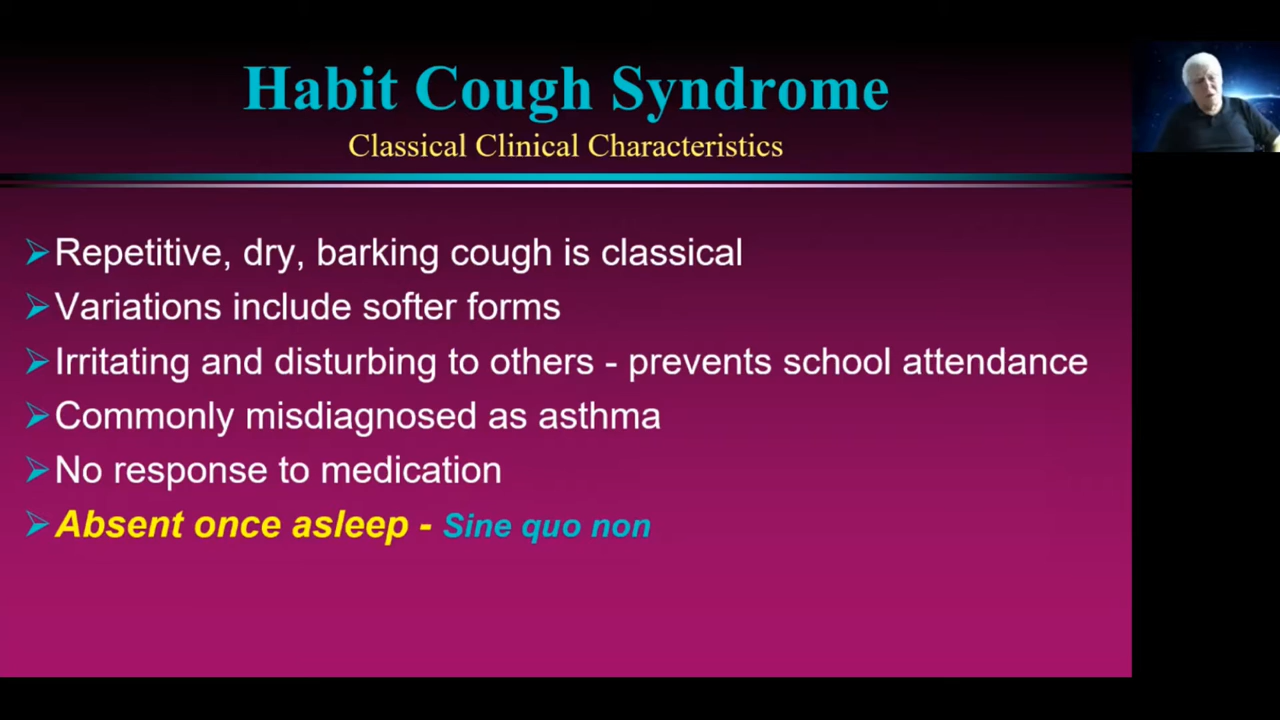 Habit Cough Syndrome
Classical Clinical Characteristics
Repetitive, dry, barking cough is classical
Variations include softer forms
Irritating and disturbing to others - prevents school attendance
Commonly misdiagnosed as asthma
No response to medication
Absent once asleep - Sine quo non